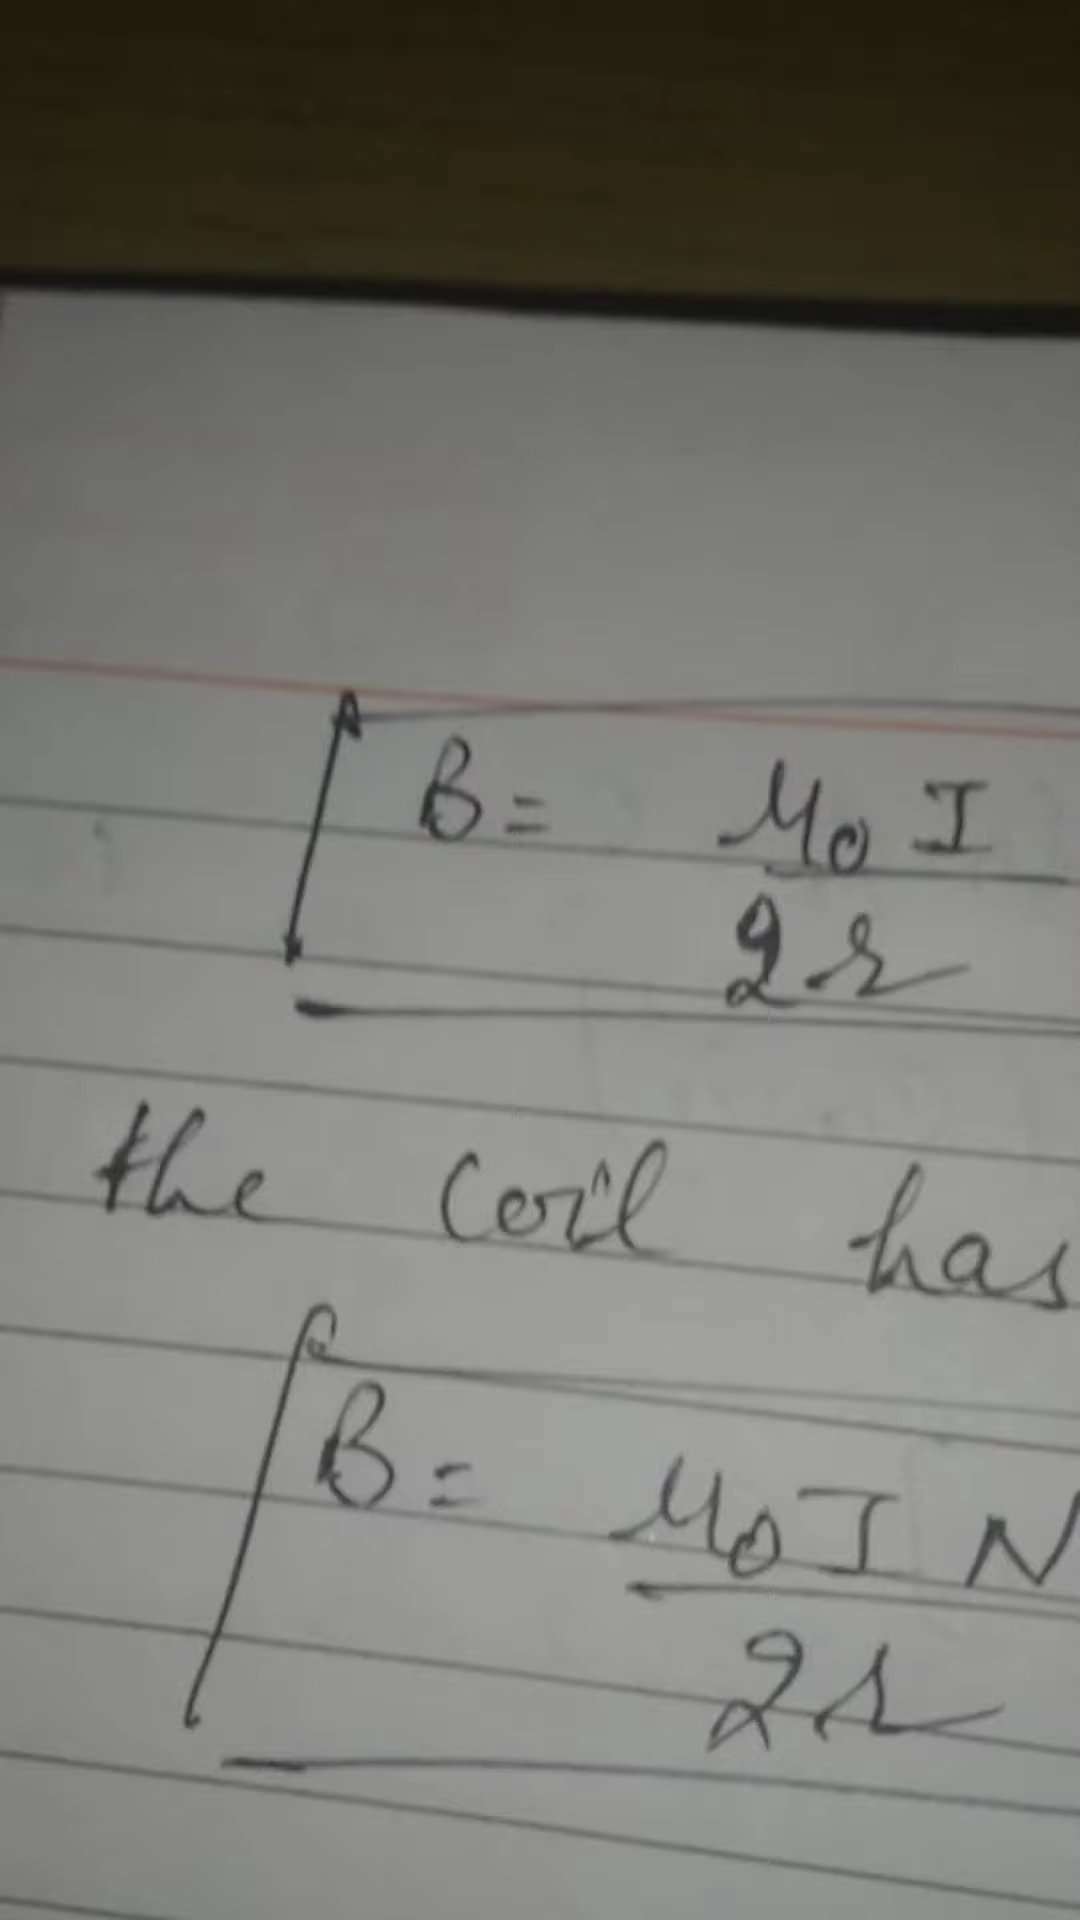 B = μ₀ I
2r
the coil has
B = μ₀ I N
2r